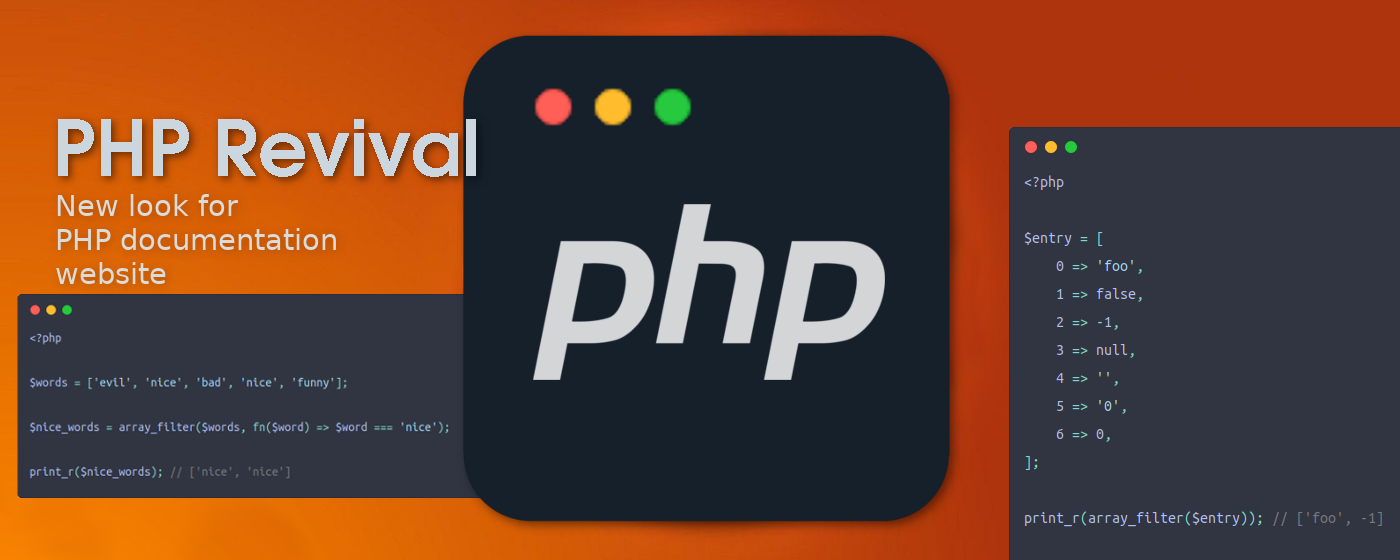 PHP Revival
New look for
PHP documentation
website
<?php
$words = ['evil', 'nice', 'bad', 'nice', 'funny'];
$nice_words = array_filter($words, fn($word) => $word === 'nice');
print_r($nice_words); // ['nice', 'nice']
php
<?php
$entry = [
    0 => 'foo',
    1 => false,
    2 => -1,
    3 => null,
    4 => '',
    5 => '0',
    6 => 0,
];
print_r(array_filter($entry)); // ['foo', -1]